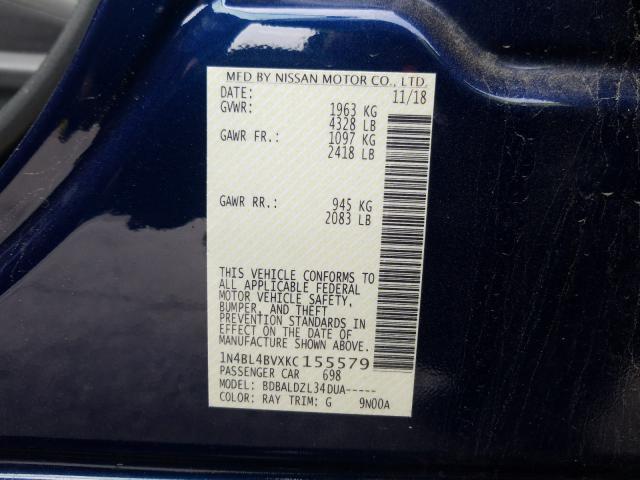 MFD BY NISSAN MOTOR CO., LTD.
DATE: 11/18
GVWR: 1963 KG
4328 LB
GAWR FR.: 1097 KG
2418 LB
GAWR RR.: 945 KG
2083 LB
THIS VEHICLE CONFORMS TO
ALL APPLICABLE FEDERAL
MOTOR VEHICLE SAFETY,
BUMPER, AND THEFT
PREVENTION STANDARDS IN
EFFECT ON THE DATE OF
MANUFACTURE SHOWN ABOVE.
1N4BL4BVXKC155579
PASSENGER CAR 698
MODEL: BDBALDZL34DUA-----
COLOR: RAY TRIM: G 9N00A